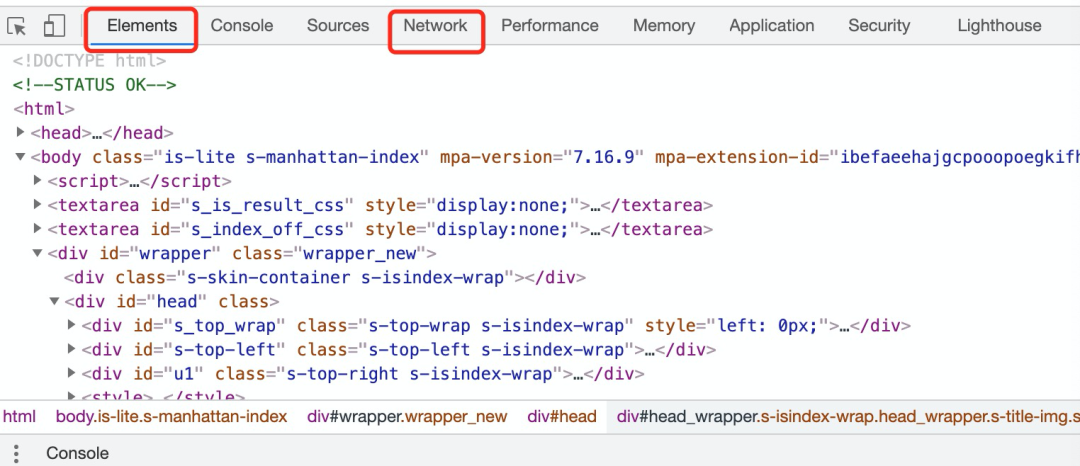 Elements Console Sources Network Performance Memory Application Security Lighthouse
<!DOCTYPE html>
<!--STATUS OK-->
<html>
<head>…</head>
<body class="is-lite s-manhattan-index" mpa-version="7.16.9" mpa-extension-id="ibefaeehajgcpooopoegkifh
<script>…</script>
<textarea id="s_is_result_css" style="display:none;">…</textarea>
<textarea id="s_index_off_css" style="display:none;">…</textarea>
<div id="wrapper" class="wrapper_new">
<div class="s-skin-container s-isindex-wrap"></div>
<div id="head" class>
<div id="s_top_wrap" class="s-top-wrap s-isindex-wrap" style="left: 0px;">…</div>
<div id="s-top-left" class="s-top-left s-isindex-wrap">…</div>
<div id="u1" class="s-top-right s-isindex-wrap">…</div>
<style>…</style>
html body.is-lite.s-manhattan-index div#wrapper.wrapper_new div#head div#head_wrapper.s-isindex-wrap.head_wrapper.s-title-img.s
Console